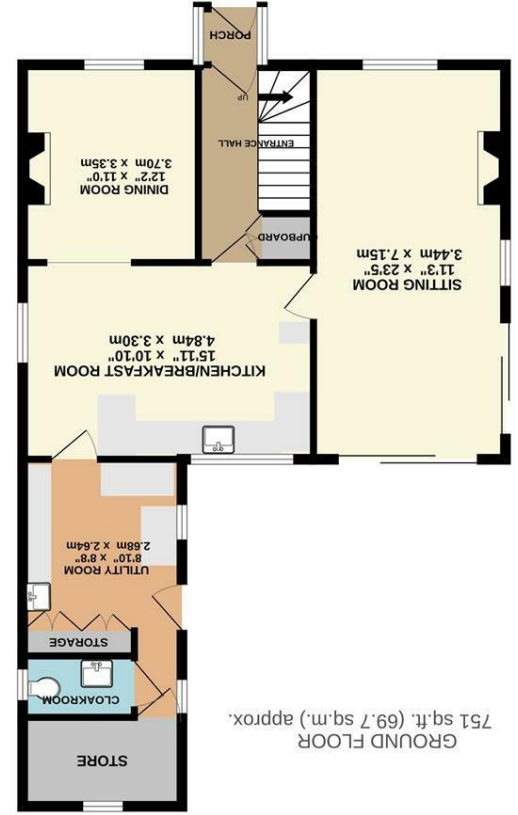 GROUND FLOOR
751 sq.ft. (69.7 sq.m.) approx.
STORE
CLOAKROOM
STORAGE
UTILITY ROOM
8'10" x 8'8"
2.68m x 2.64m
KITCHEN/BREAKFAST ROOM
15'11" x 10'10"
4.84m x 3.30m
SITTING ROOM
11'3" x 23'5"
3.44m x 7.15m
CUPBOARD
DINING ROOM
12'2" x 11'0"
3.70m x 3.35m
ENTRANCE HALL
UP
PORCH